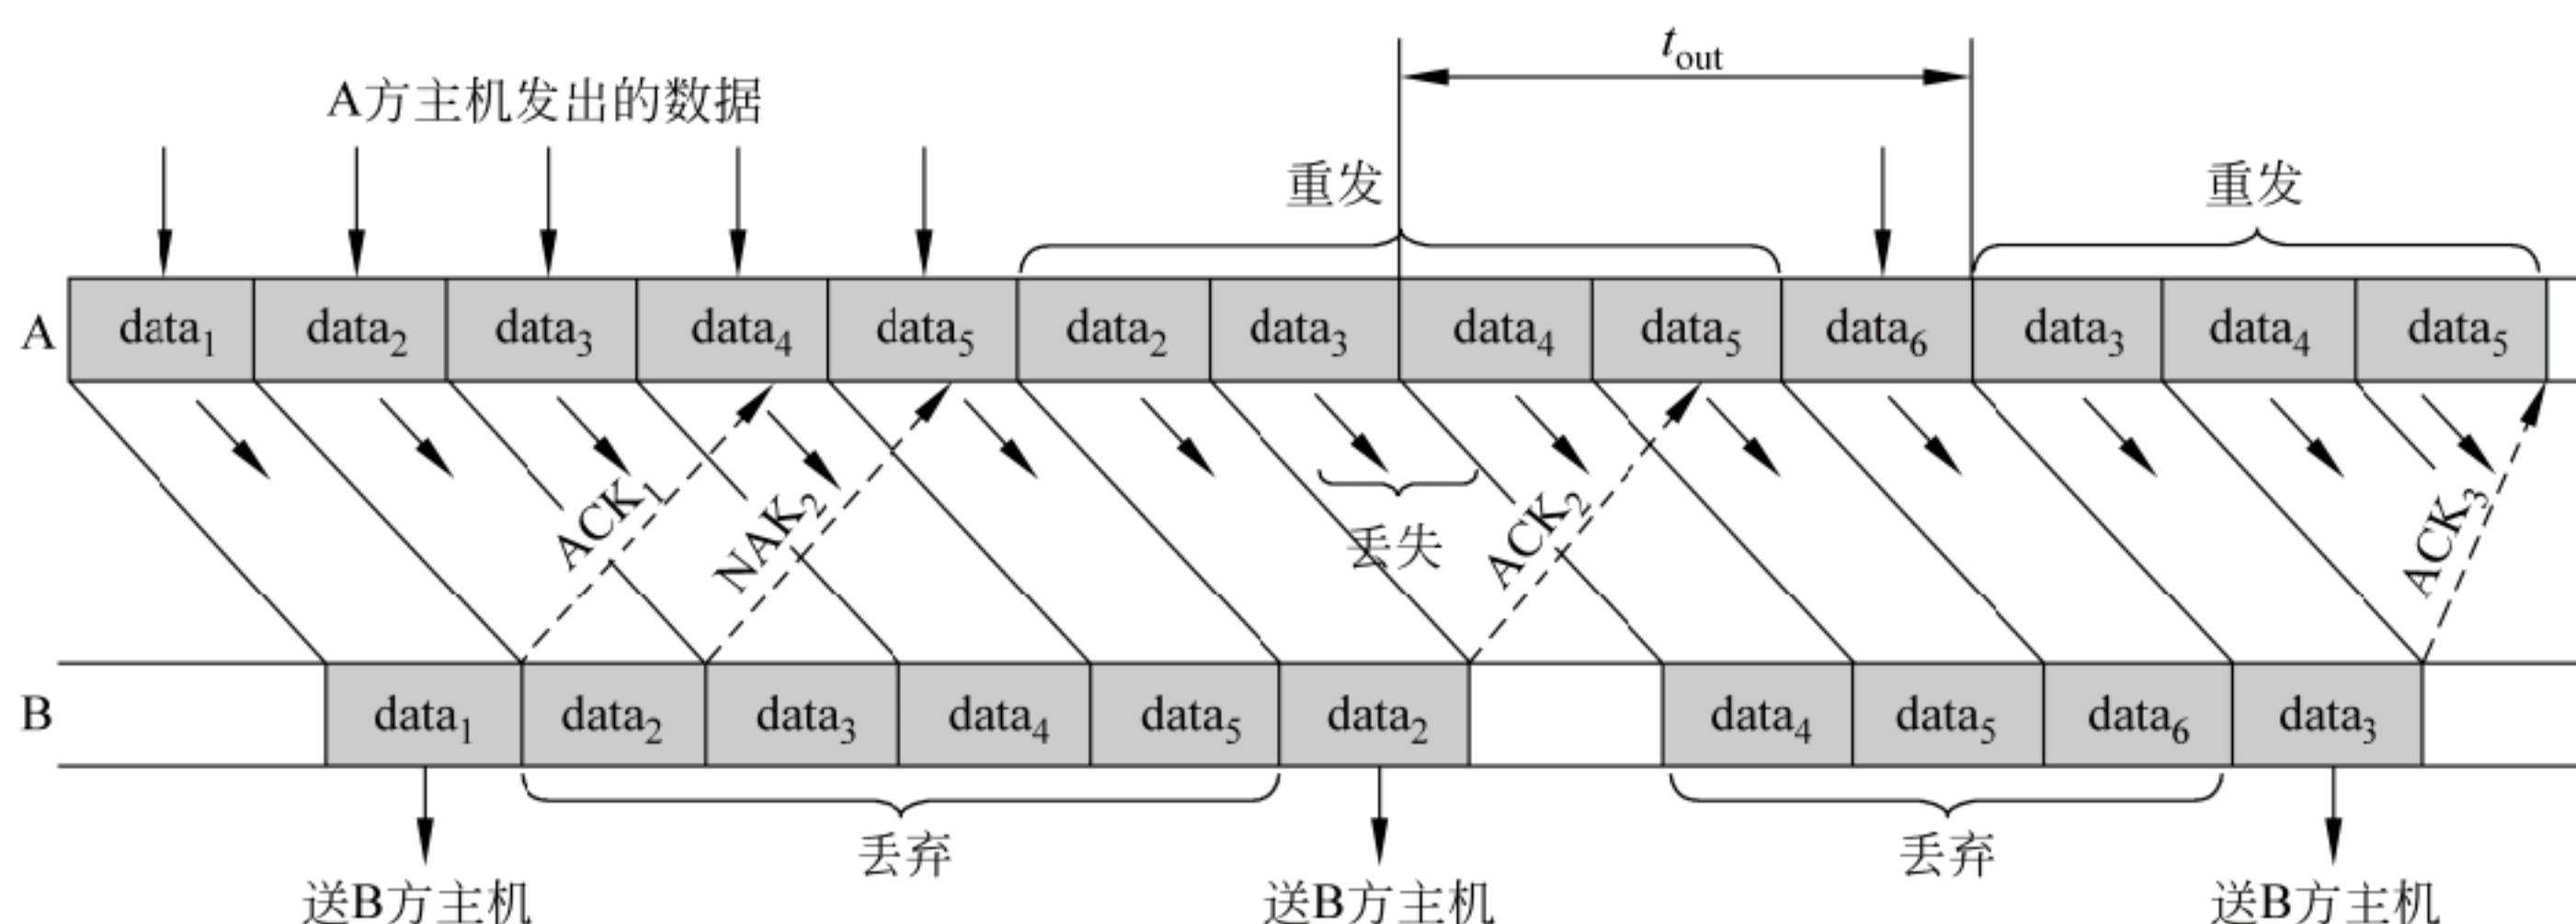 t_out
A方主机发出的数据
重发 重发
A data₁ data₂ data₃ data₄ data₅ data₂ data₃ data₄ data₅ data₆ data₃ data₄ data₅
ACK₁ NAK₂ 丢失 ACK₂ ACK₃
B data₁ data₂ data₃ data₄ data₅ data₂ data₄ data₅ data₆ data₃
丢弃 丢弃
送B方主机 送B方主机 送B方主机